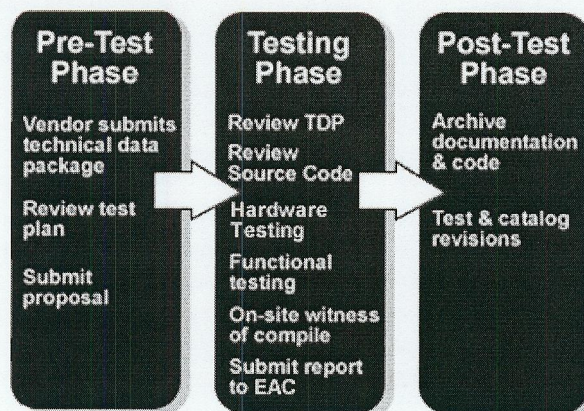 Pre-Test
Phase
Vendor submits
technical data
package
Review test
plan
Submit
proposal
Testing
Phase
Review TDP
Review
Source Code
Hardware
Testing
Functional
testing
On-site witness
of compile
Submit report
to EAC
Post-Test
Phase
Archive
documentation
& code
Test & catalog
revisions